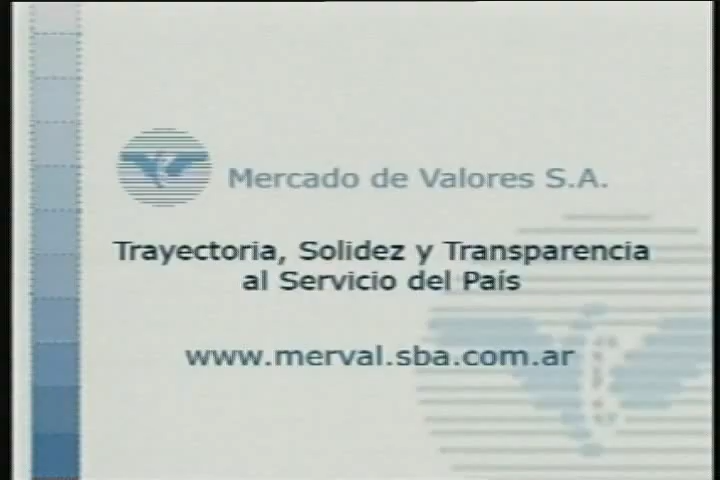 Mercado de Valores S.A.
Trayectoria, Solidez y Transparencia
al Servicio del País
www.merval.sba.com.ar